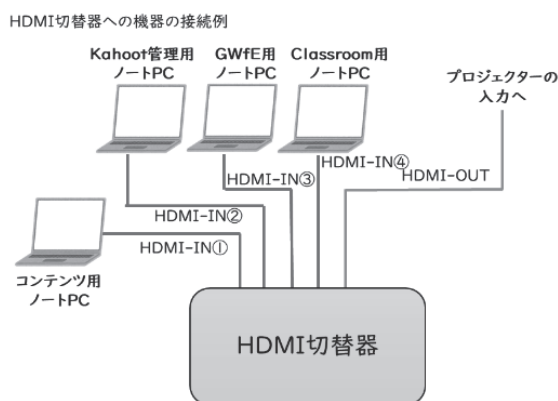 HDMI切替器への機器の接続例
Kahoot管理用
ノートPC
GWfE用
ノートPC
Classroom用
ノートPC
プロジェクターの
入力へ
HDMI-IN④
HDMI-OUT
HDMI-IN③
HDMI-IN②
HDMI-IN①
コンテンツ用
ノートPC
HDMI切替器